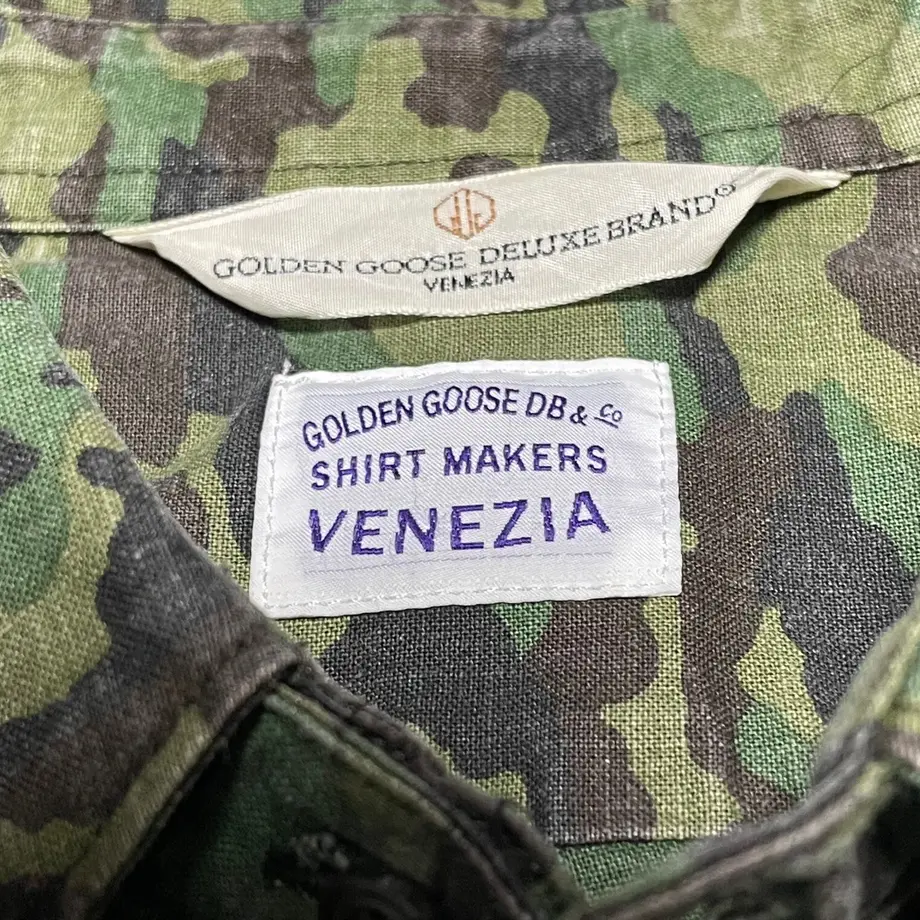 GOLDEN GOOSE DELUXE BRAND®
VENEZIA
GOLDEN GOOSE DB & Co
SHIRT MAKERS
VENEZIA